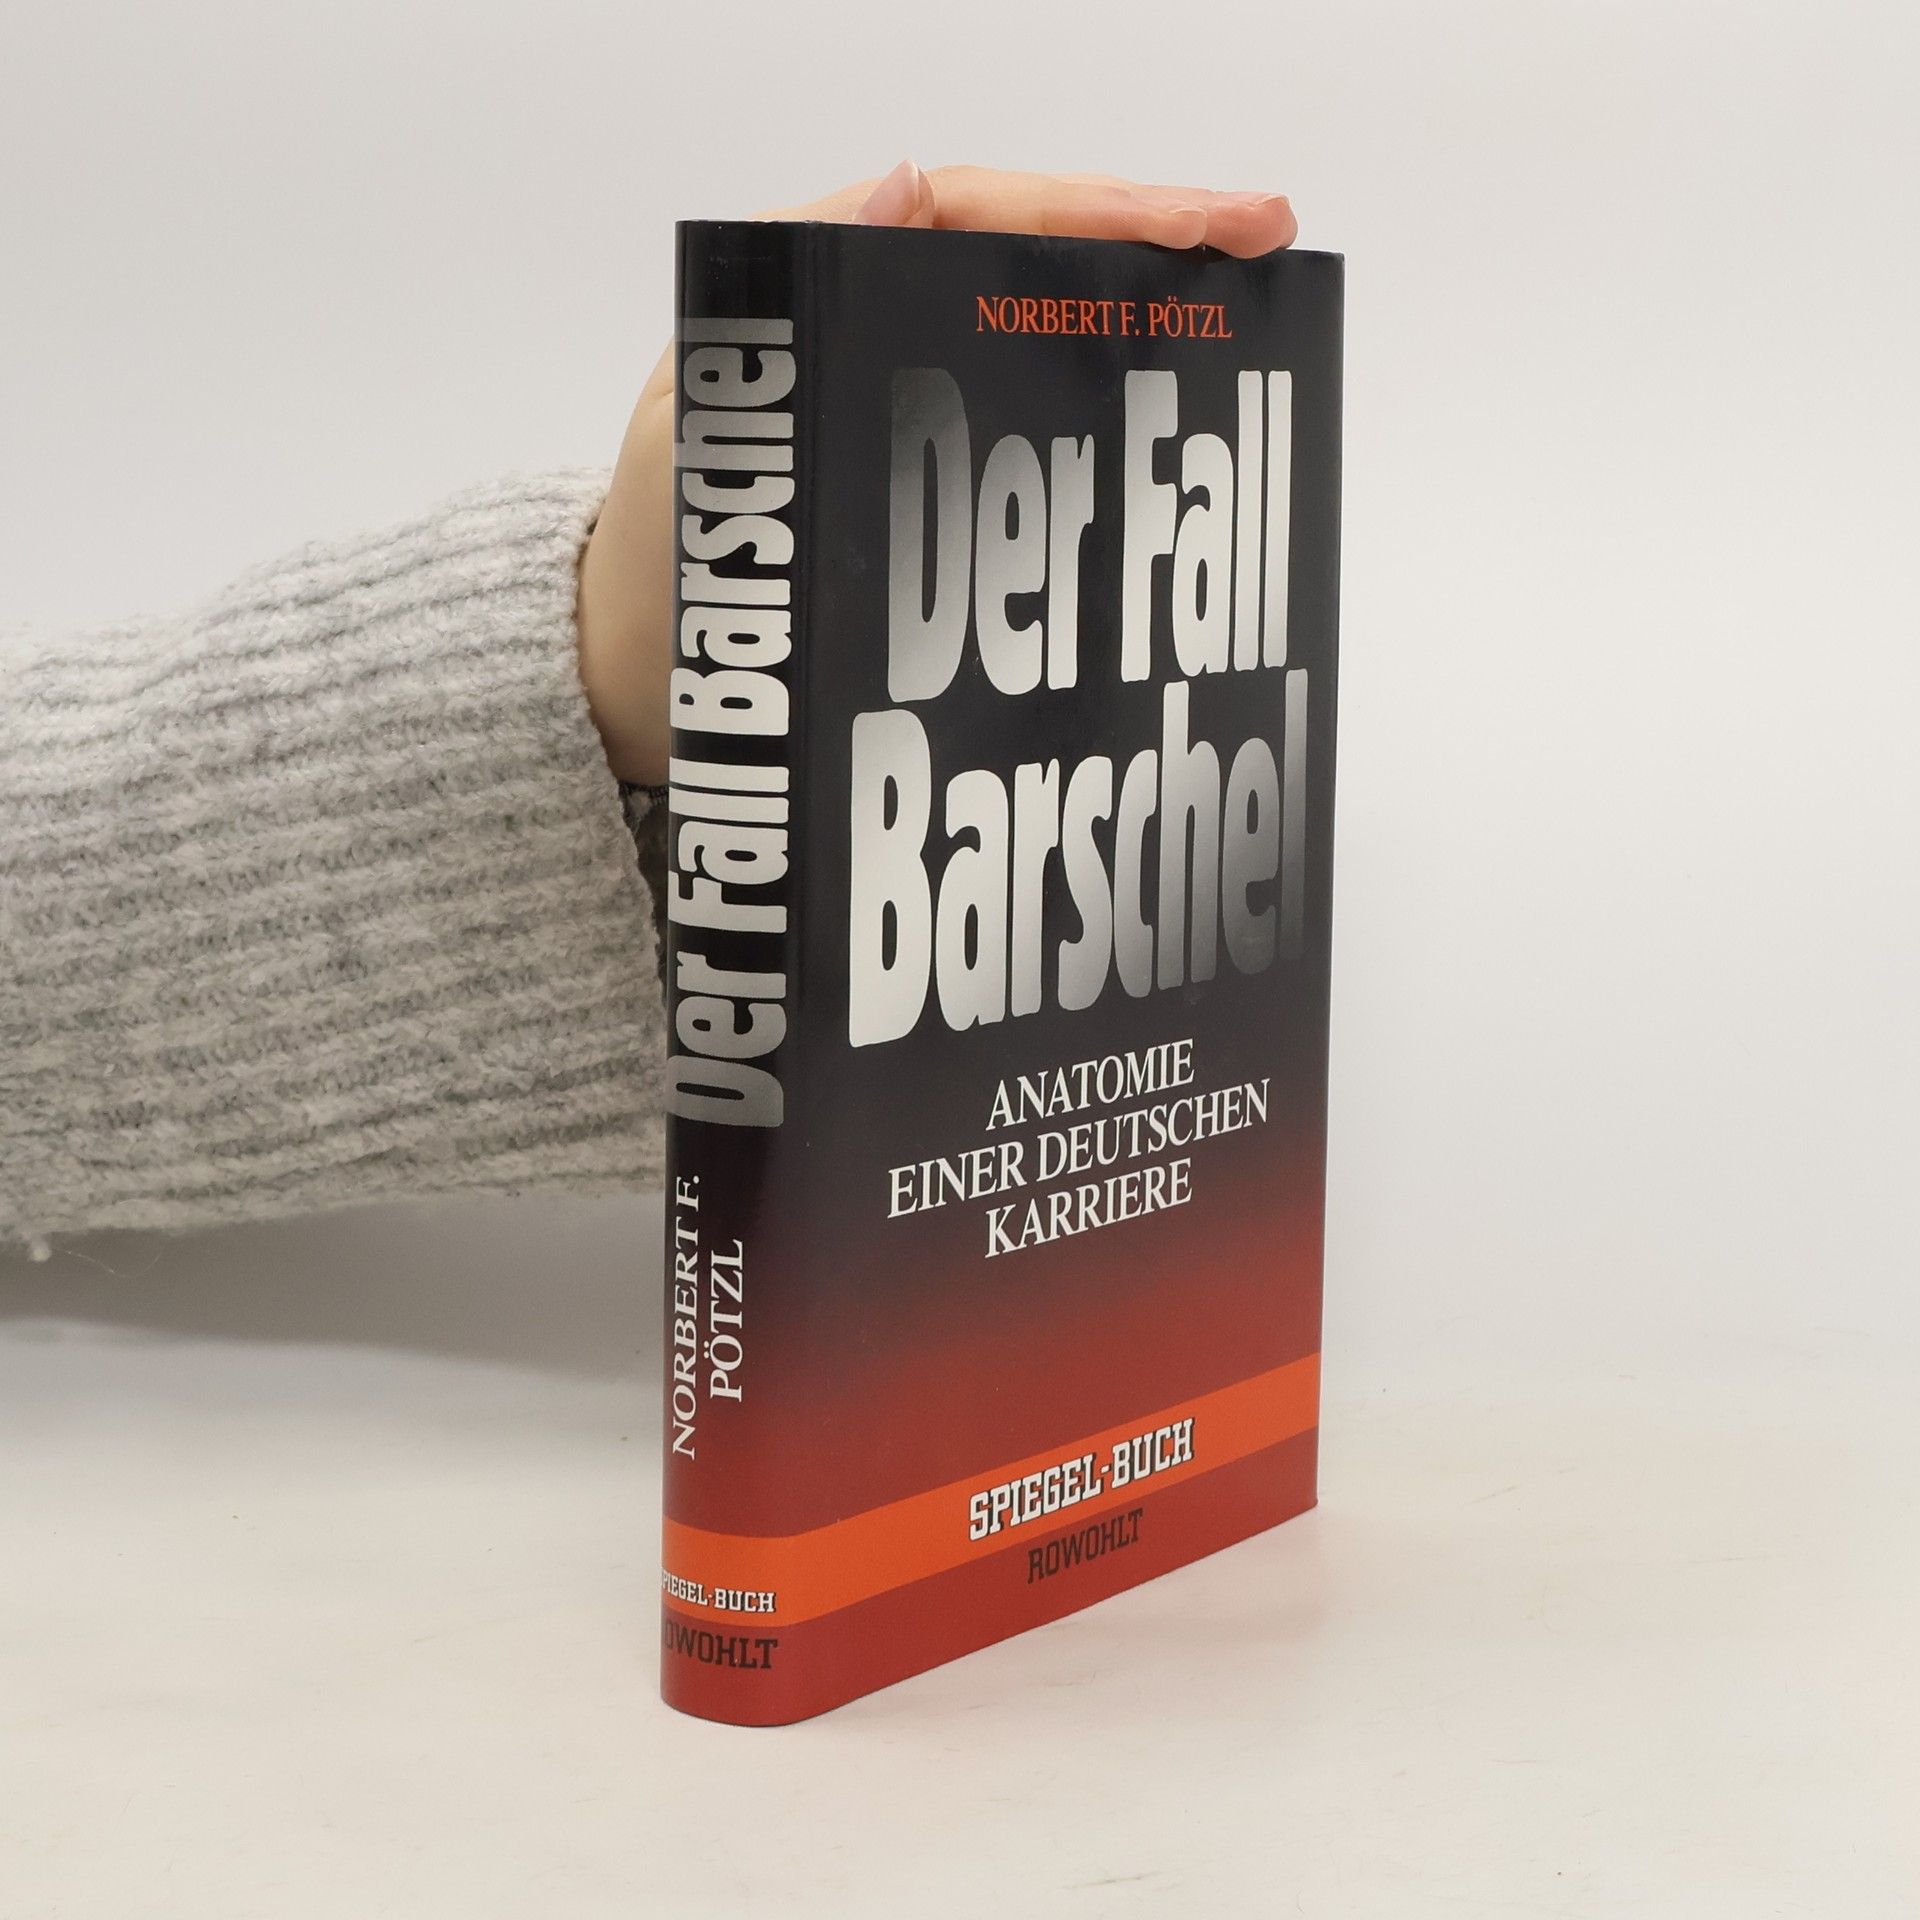 NORBERT F. PÖTZL
Der Fall
Barschel
ANATOMIE
EINER DEUTSCHEN
KARRIERE
SPIEGEL-BUCH
ROWOHLT
Der Fall Barschel
NORBERT F.
PÖTZL
SPIEGEL-BUCH
ROWOHLT